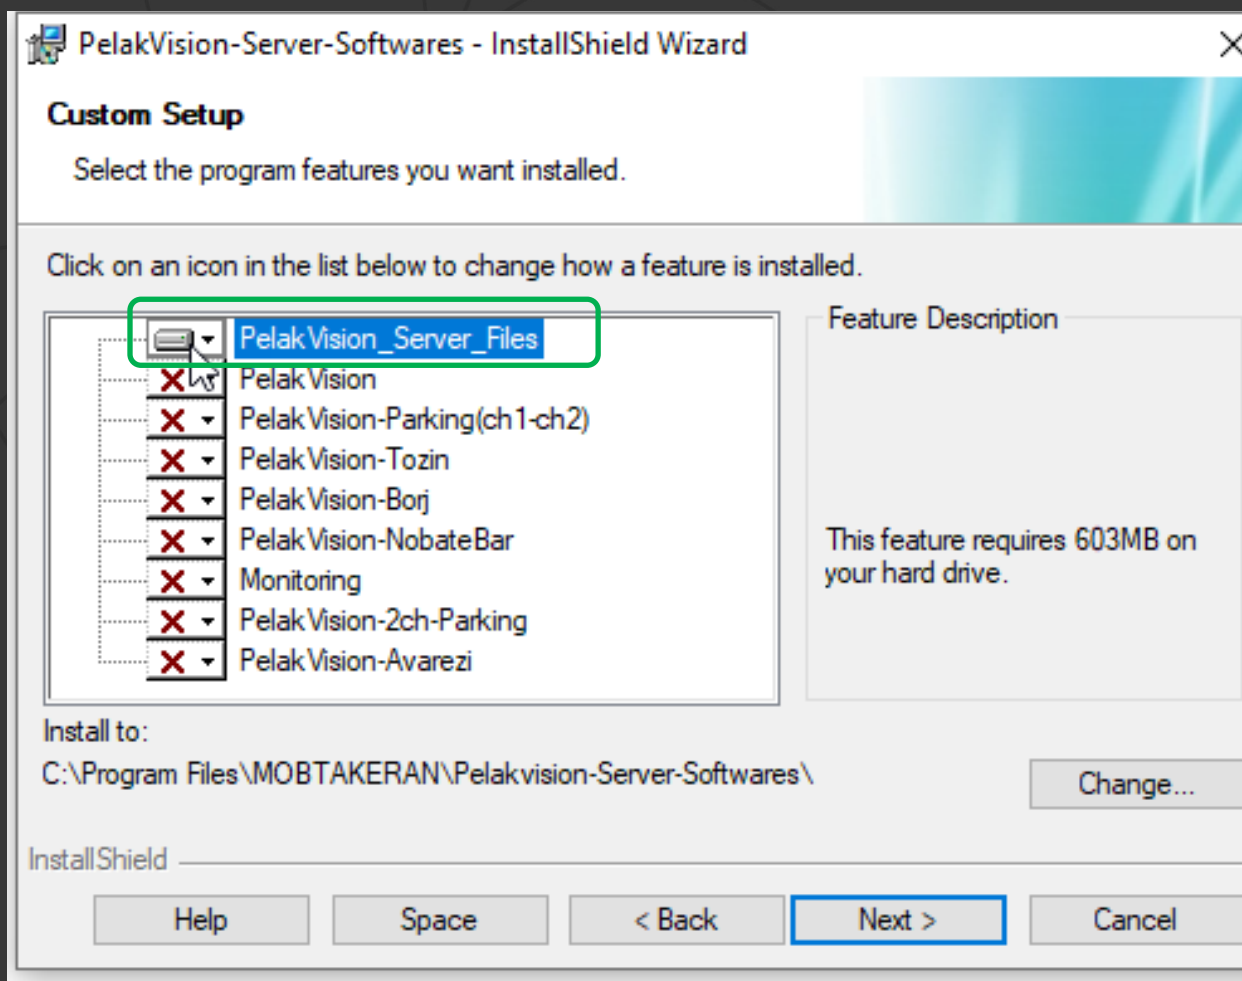 PelakVision-Server-Softwares - InstallShield Wizard
Custom Setup
Select the program features you want installed.
Click on an icon in the list below to change how a feature is installed.
PelakVision_Server_Files
PelakVision
PelakVision-Parking(ch1-ch2)
PelakVision-Tozin
PelakVision-Borj
PelakVision-NobateBar
Monitoring
PelakVision-2ch-Parking
PelakVision-Avarezi
Feature Description
This feature requires 603MB on
your hard drive.
Install to:
C:\Program Files\MOBTAKERAN\Pelakvision-Server-Softwares\
Change...
InstallShield
Help
Space
< Back
Next >
Cancel